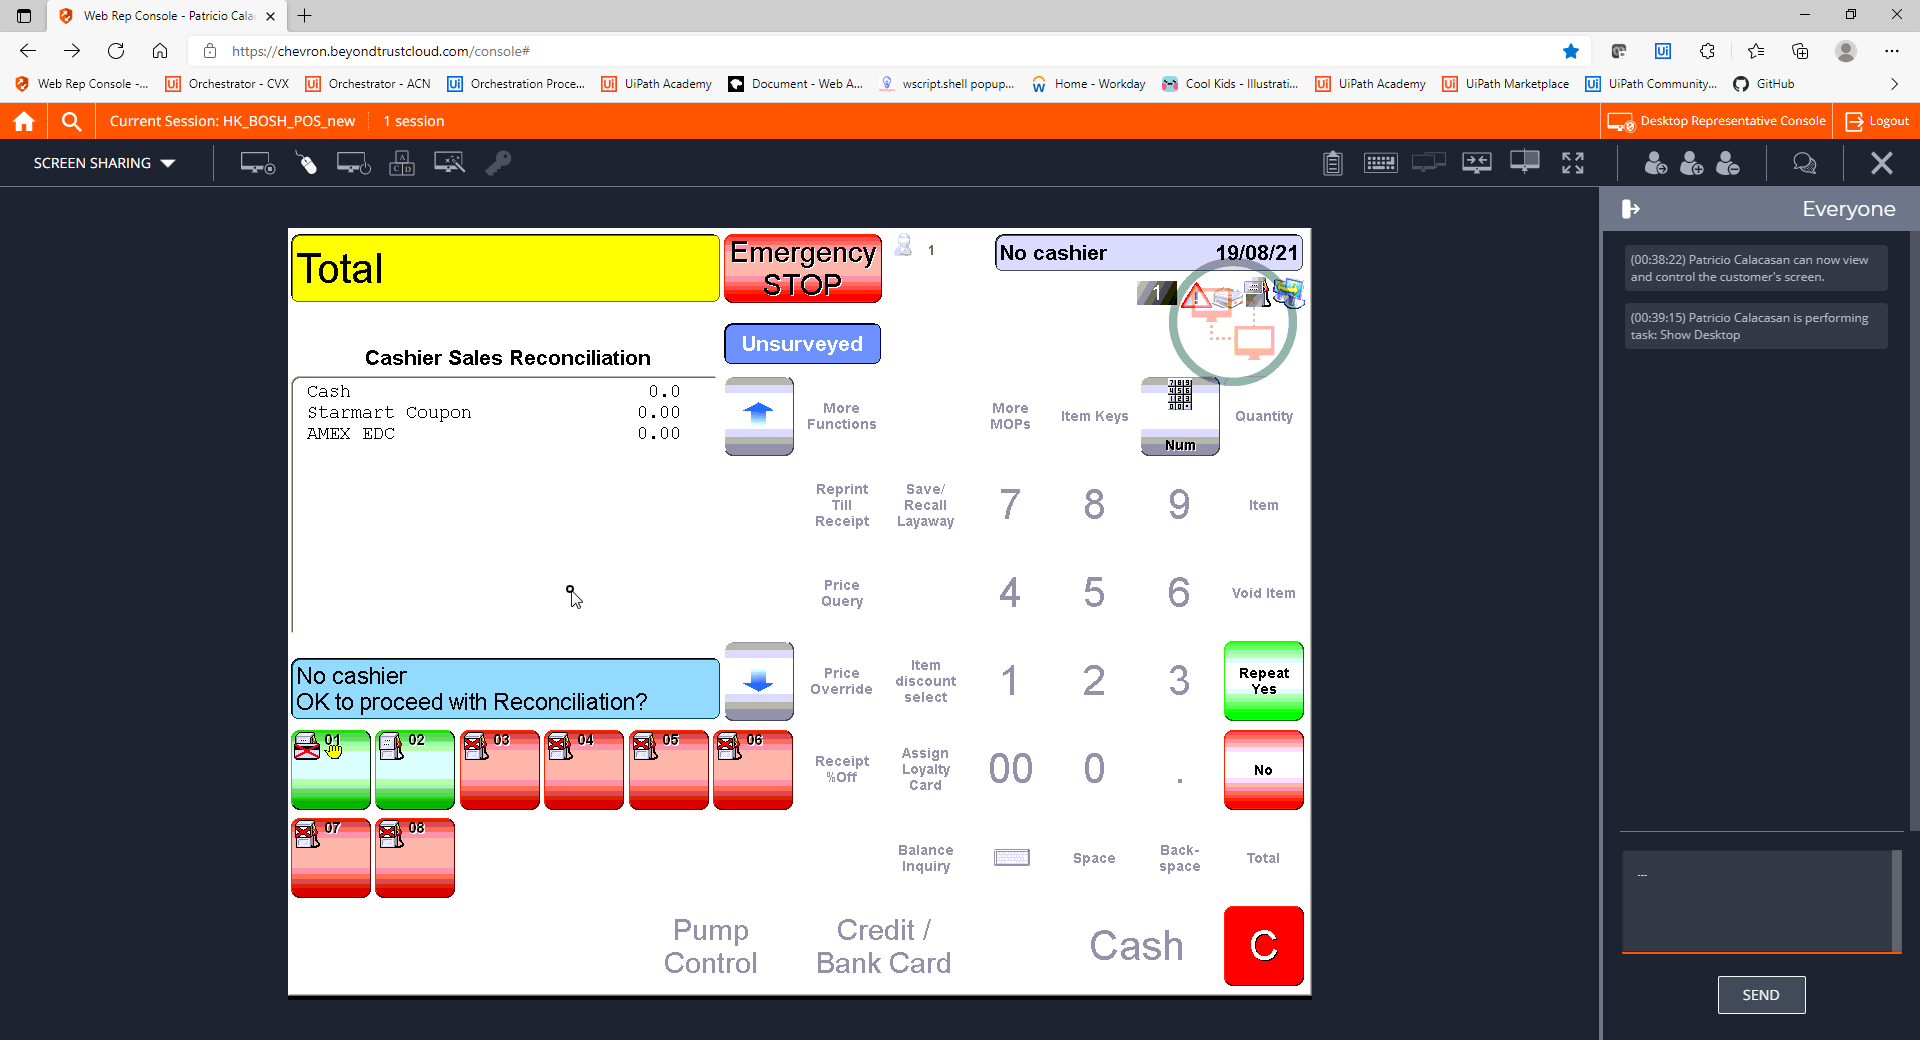 Web Rep Console - Patricio Cala
https://chevron.beyondtrustcloud.com/console#
Web Rep Console -...
Orchestrator - CVX
Orchestrator - ACN
Orchestration Proce...
UiPath Academy
Document - Web A...
wscript.shell popup...
Home - Workday
Cool Kids - Illustrati...
UiPath Academy
UiPath Marketplace
UiPath Community...
GitHub
Current Session: HK_BOSH_POS_new
1 session
Desktop Representative Console
Logout
SCREEN SHARING
Everyone
(00:38:22) Patricio Calacasan can now view
and control the customer's screen.
(00:39:15) Patricio Calacasan is performing
task: Show Desktop
...
SEND
Total
Emergency
STOP
1
No cashier 19/08/21
1
Unsurveyed
Cashier Sales Reconciliation
Cash 0.0
Starmart Coupon 0.00
AMEX EDC 0.00
More
Functions
More
MOPs
Item Keys
Num
Quantity
Reprint
Till
Receipt
Save/
Recall
Layaway
7
8
9
Item
Price
Query
4
5
6
Void Item
No cashier
OK to proceed with Reconciliation?
Price
Override
Item
discount
select
1
2
3
Repeat
Yes
01
02
03
04
05
06
Receipt
%Off
Assign
Loyalty
Card
00
0
.
No
07
08
Balance
Inquiry
Space
Back-
space
Total
Pump
Control
Credit /
Bank Card
Cash
C